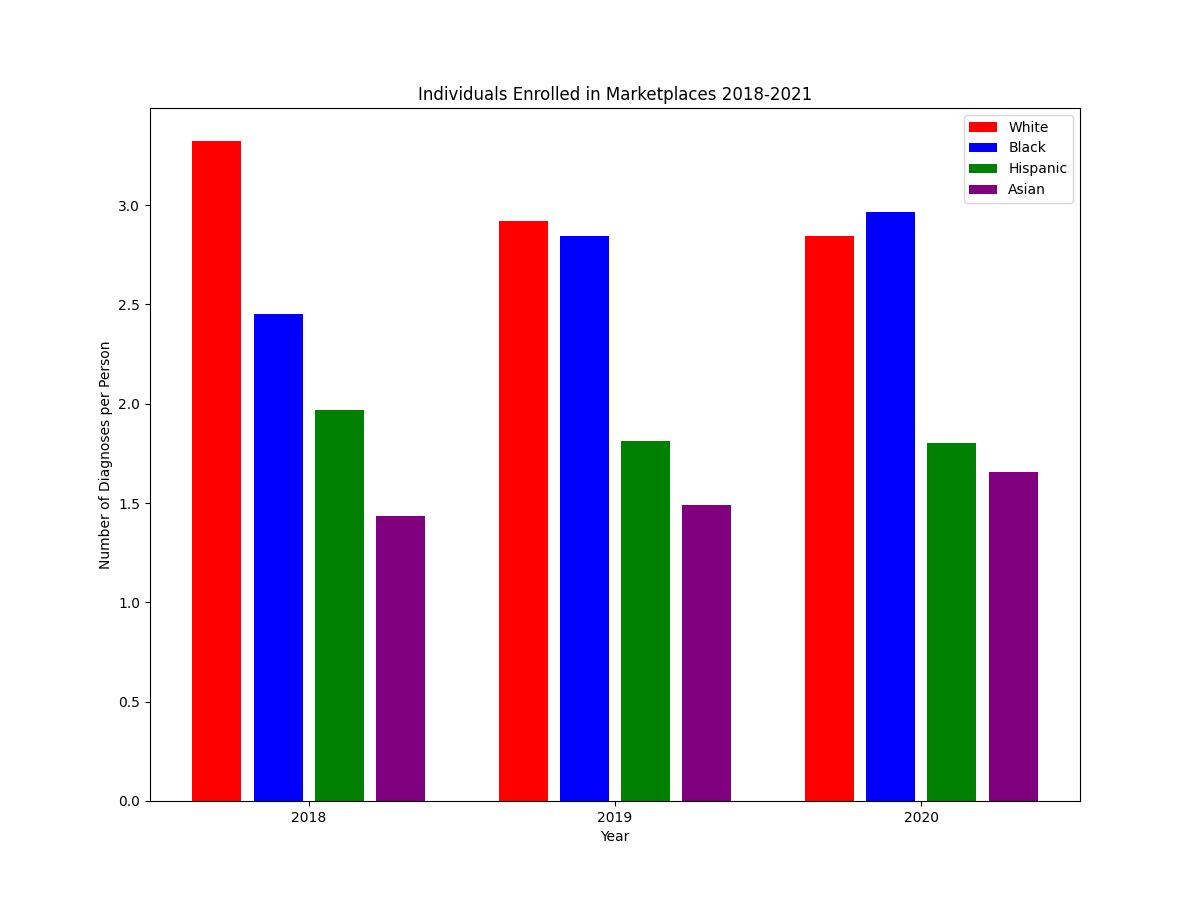 Individuals Enrolled in Marketplaces 2018-2021
White
Black
Hispanic
Asian
Number of Diagnoses per Person
3.0
2.5
2.0
1.5
1.0
0.5
0.0
2018
2019
2020
Year